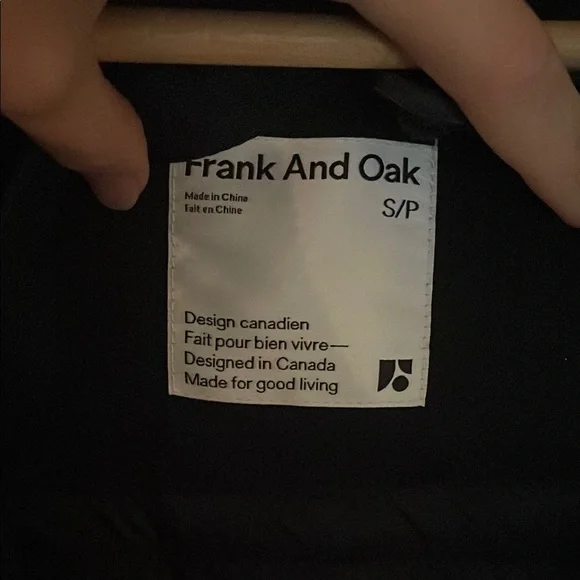 Frank And Oak
Made in China
Fait en Chine
S/P
Design canadien
Fait pour bien vivre—
Designed in Canada
Made for good living